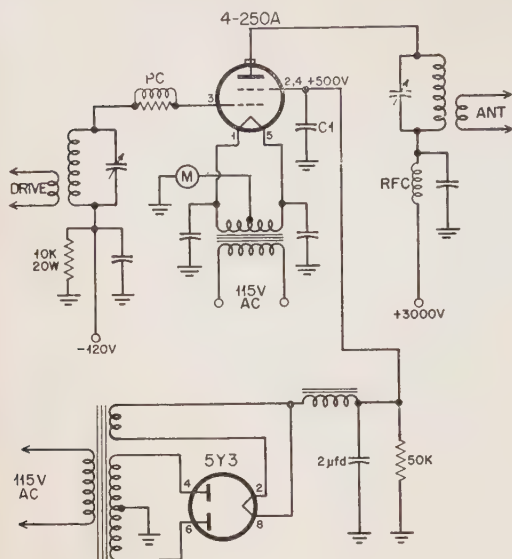 4-250A
PC
3
2,4
+500V
1
5
C1
M
DRIVE
ANT
RFC
10K
20W
115V
AC
-120V
+3000V
5Y3
4
2
6
8
115V
AC
2µfd
50K